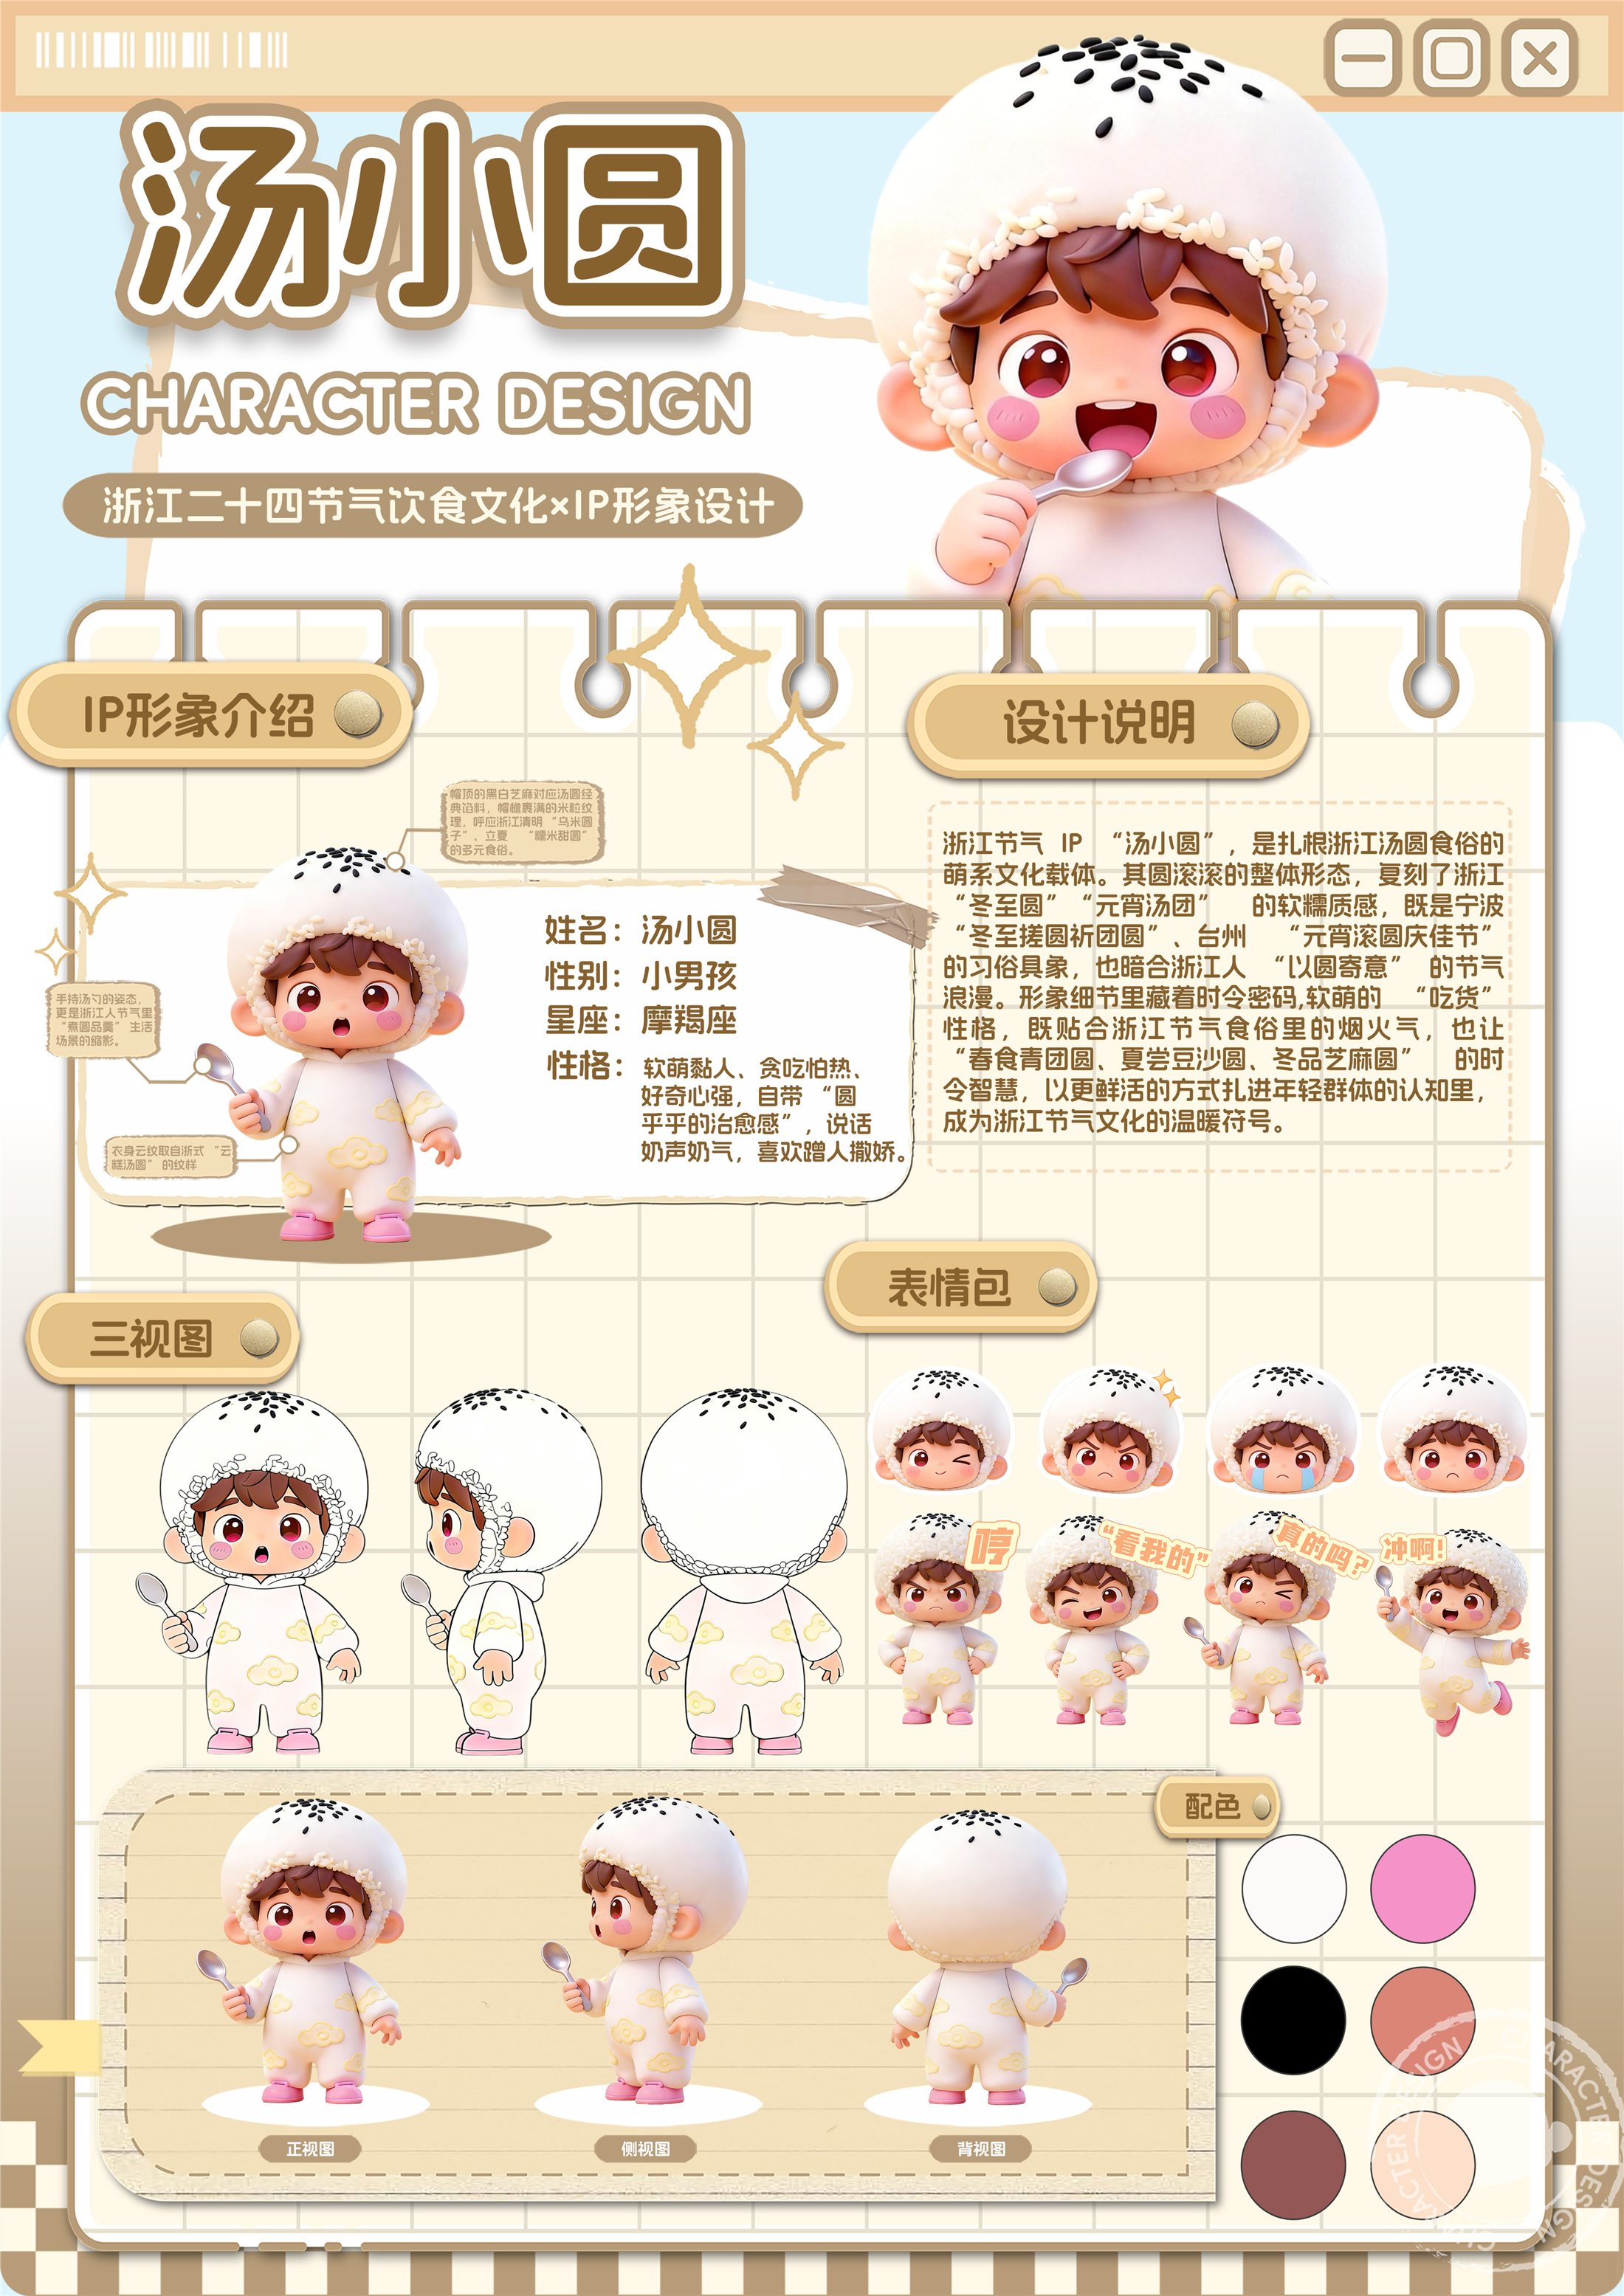 汤小圆
CHARACTER DESIGN
浙江二十四节气饮食文化×IP形象设计
IP形象介绍
帽顶的黑白芝麻对应汤圆经
典馅料，帽檐裹满的米粒纹
理，呼应浙江清明“乌米圆
子”、立夏 “糯米甜圆”
的多元食俗。
手持汤勺的姿态，
更是浙江人节气里
“煮圆品羹”生活
场景的缩影。
衣身云纹取自浙式“云
糕汤圆”的纹样
姓名：汤小圆
性别：小男孩
星座：摩羯座
性格：软萌黏人、贪吃怕热、
好奇心强，自带“圆
乎乎的治愈感”，说话
奶声奶气，喜欢蹭人撒娇。
设计说明
浙江节气 IP “汤小圆”，是扎根浙江汤圆食俗的
萌系文化载体。其圆滚滚的整体形态，复刻了浙江
“冬至圆”“元宵汤团” 的软糯质感，既是宁波
“冬至搓圆祈团圆”、台州 “元宵滚圆庆佳节”
的习俗具象，也暗合浙江人 “以圆寄意” 的节气
浪漫。形象细节里藏着时令密码,软萌的 “吃货”
性格，既贴合浙江节气食俗里的烟火气，也让
“春食青团圆、夏尝豆沙圆、冬品芝麻圆” 的时
令智慧，以更鲜活的方式扎进年轻群体的认知里，
成为浙江节气文化的温暖符号。
三视图
表情包
哼
“看我的”
真的吗？
冲啊！
正视图
侧视图
背视图
配色
CHARACTER DESIGN